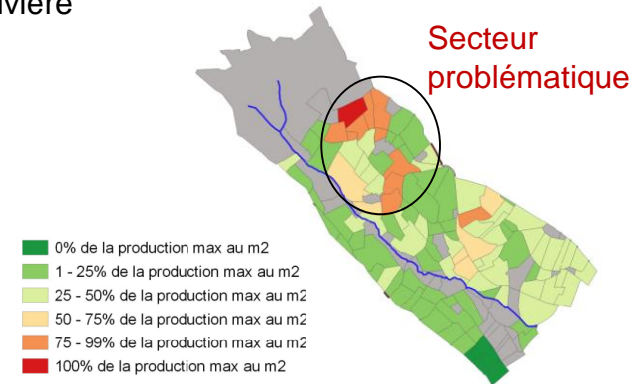 Secteur
problématique
0% de la production max au m2
1 - 25% de la production max au m2
25 - 50% de la production max au m2
50 - 75% de la production max au m2
75 - 99% de la production max au m2
100% de la production max au m2